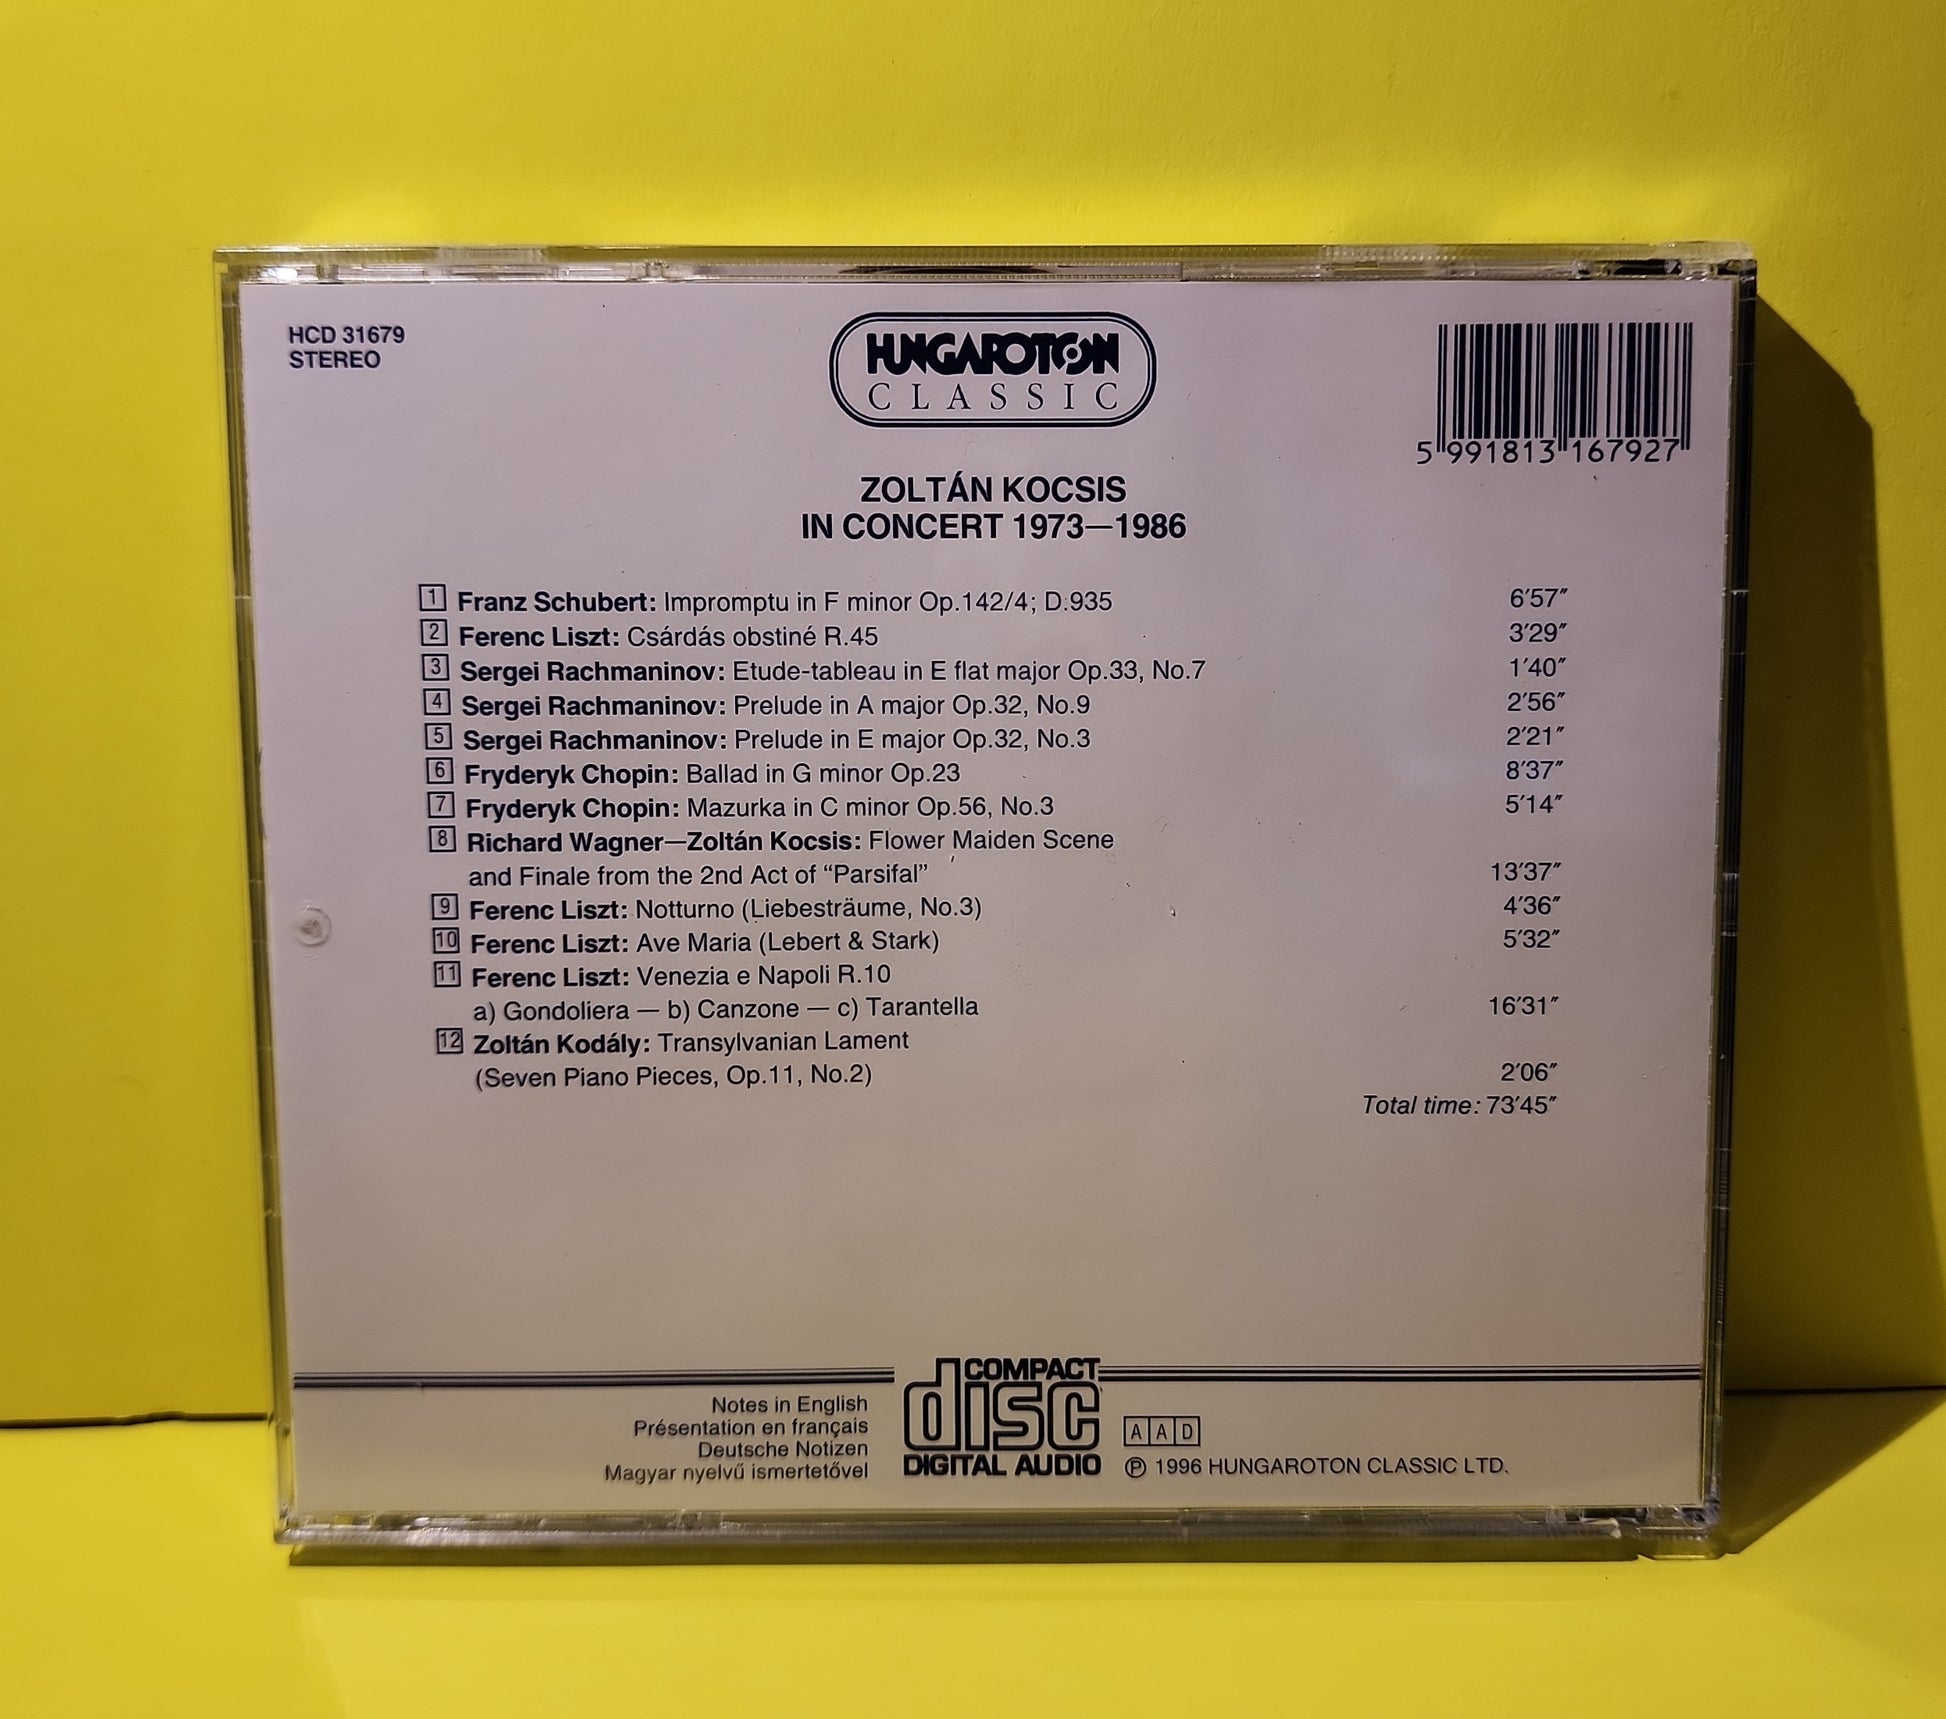 HCD 31679
STEREO
HUNGAROTON
CLASSIC
5 991813 167927
ZOLTÁN KOCSIS
IN CONCERT 1973—1986
1 Franz Schubert: Impromptu in F minor Op.142/4; D.935 6′57″
2 Ferenc Liszt: Csárdás obstiné R.45 3′29″
3 Sergei Rachmaninov: Etude-tableau in E flat major Op.33, No.7 1′40″
4 Sergei Rachmaninov: Prelude in A major Op.32, No.9 2′56″
5 Sergei Rachmaninov: Prelude in E major Op.32, No.3 2′21″
6 Fryderyk Chopin: Ballad in G minor Op.23 8′37″
7 Fryderyk Chopin: Mazurka in C minor Op.56, No.3 5′14″
8 Richard Wagner—Zoltán Kocsis: Flower Maiden Scene
and Finale from the 2nd Act of “Parsifal” 13′37″
9 Ferenc Liszt: Notturno (Liebesträume, No.3) 4′36″
10 Ferenc Liszt: Ave Maria (Lebert & Stark) 5′32″
11 Ferenc Liszt: Venezia e Napoli R.10
a) Gondoliera — b) Canzone — c) Tarantella 16′31″
12 Zoltán Kodály: Transylvanian Lament
(Seven Piano Pieces, Op.11, No.2) 2′06″
Total time: 73′45″
Notes in English
Présentation en français
Deutsche Notizen
Magyar nyelvű ismertetővel
COMPACT
disc
DIGITAL AUDIO
A A D
℗ 1996 HUNGAROTON CLASSIC LTD.